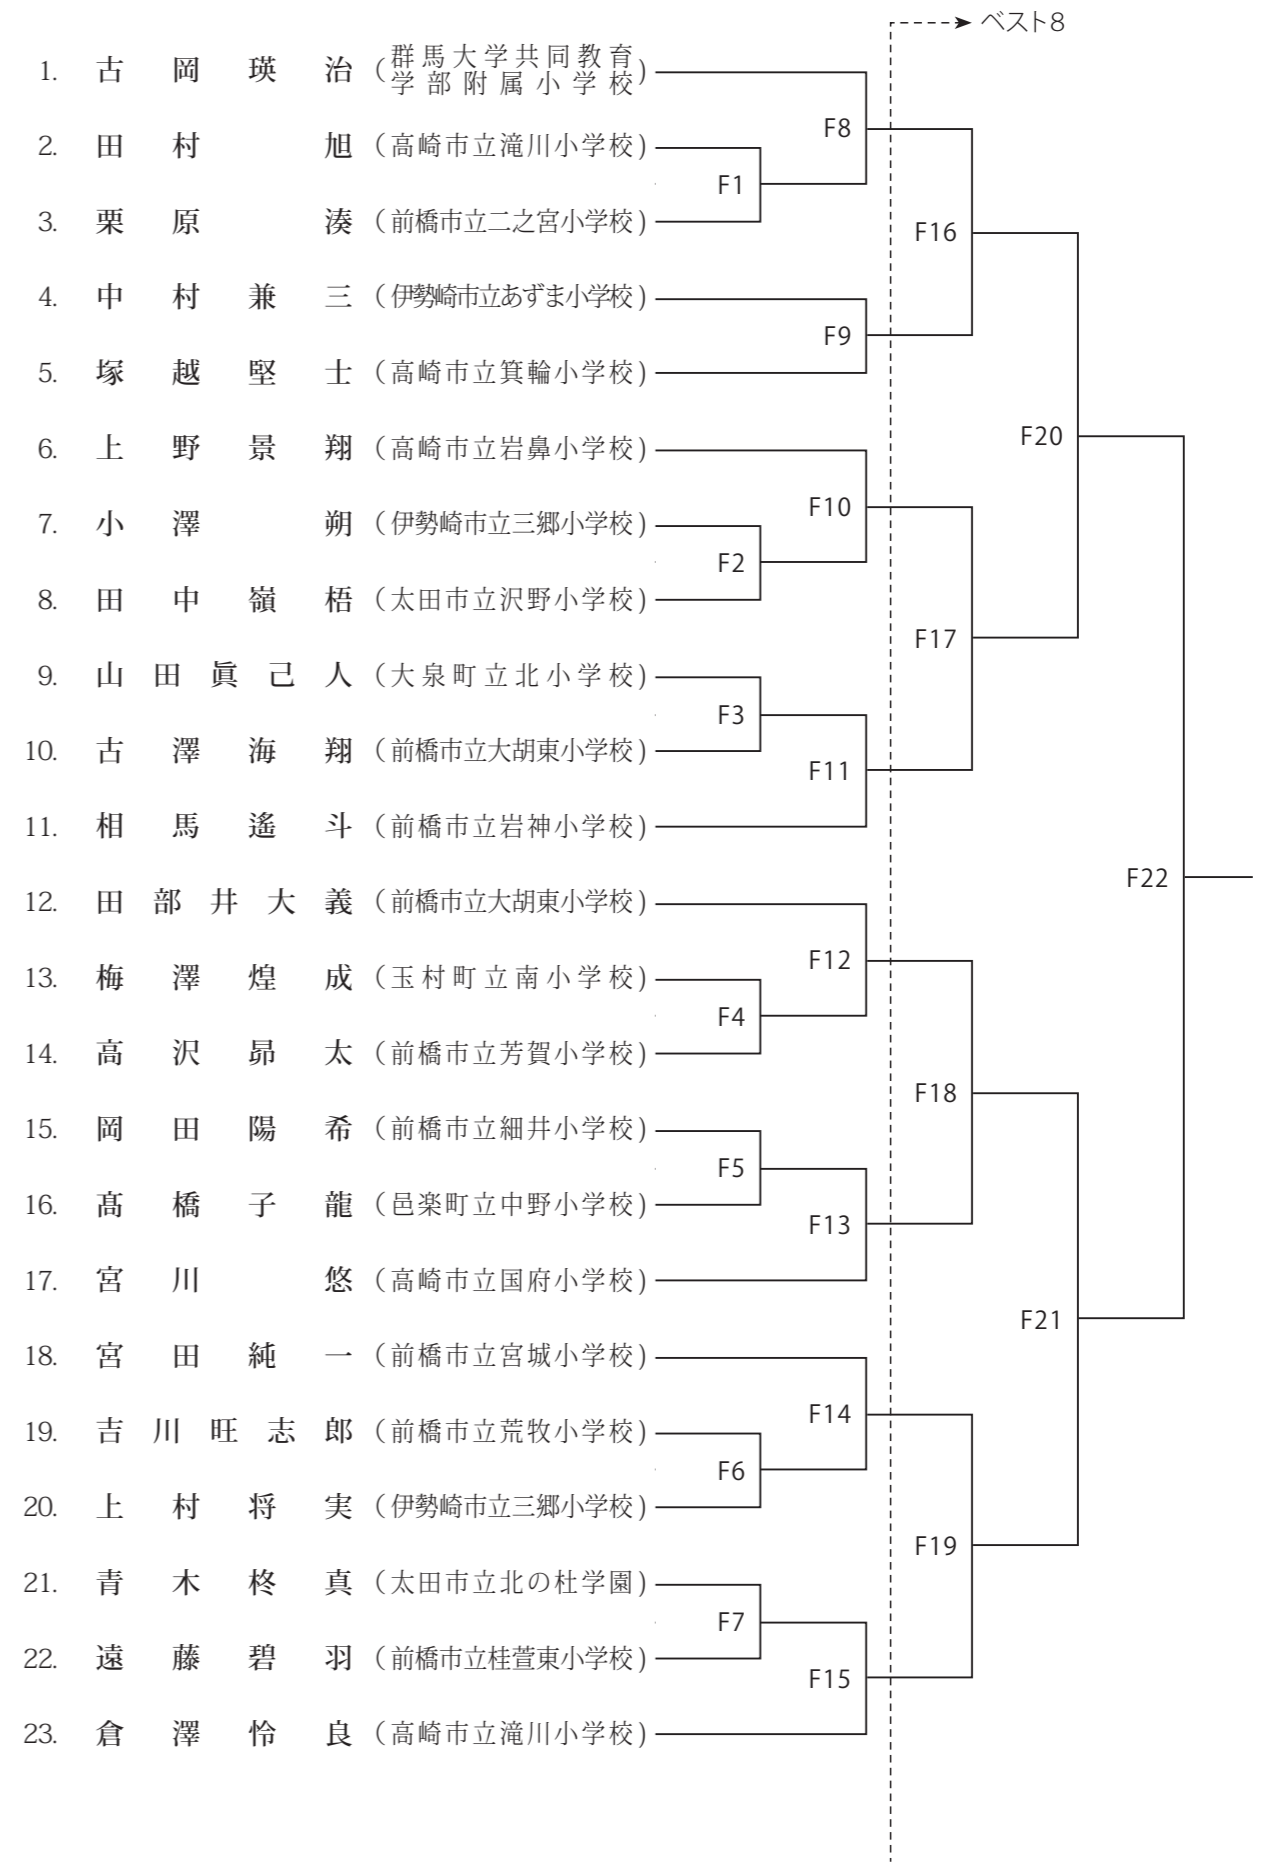 ベスト8
1. 古岡瑛治 (群馬大学共同教育学部附属小学校)
F8
2. 田村旭 (高崎市立滝川小学校)
F1
3. 栗原湊 (前橋市立二之宮小学校)
F16
4. 中村兼三 (伊勢崎市立あずま小学校)
F9
5. 塚越堅士 (高崎市立箕輪小学校)
F20
6. 上野景翔 (高崎市立岩鼻小学校)
F10
7. 小澤朔 (伊勢崎市立三郷小学校)
F2
8. 田中嶺梧 (太田市立沢野小学校)
F17
9. 山田眞己人 (大泉町立北小学校)
F3
10. 古澤海翔 (前橋市立大胡東小学校)
F11
11. 相馬遙斗 (前橋市立岩神小学校)
F22
12. 田部井大義 (前橋市立大胡東小学校)
F12
13. 梅澤煌成 (玉村町立南小学校)
F4
14. 高沢昴太 (前橋市立芳賀小学校)
F18
15. 岡田陽希 (前橋市立細井小学校)
F5
16. 髙橋子龍 (邑楽町立中野小学校)
F13
17. 宮川悠 (高崎市立国府小学校)
F21
18. 宮田純一 (前橋市立宮城小学校)
F14
19. 吉川旺志郎 (前橋市立荒牧小学校)
F6
20. 上村将実 (伊勢崎市立三郷小学校)
F19
21. 青木柊真 (太田市立北の杜学園)
F7
22. 遠藤碧羽 (前橋市立桂萱東小学校)
F15
23. 倉澤怜良 (高崎市立滝川小学校)